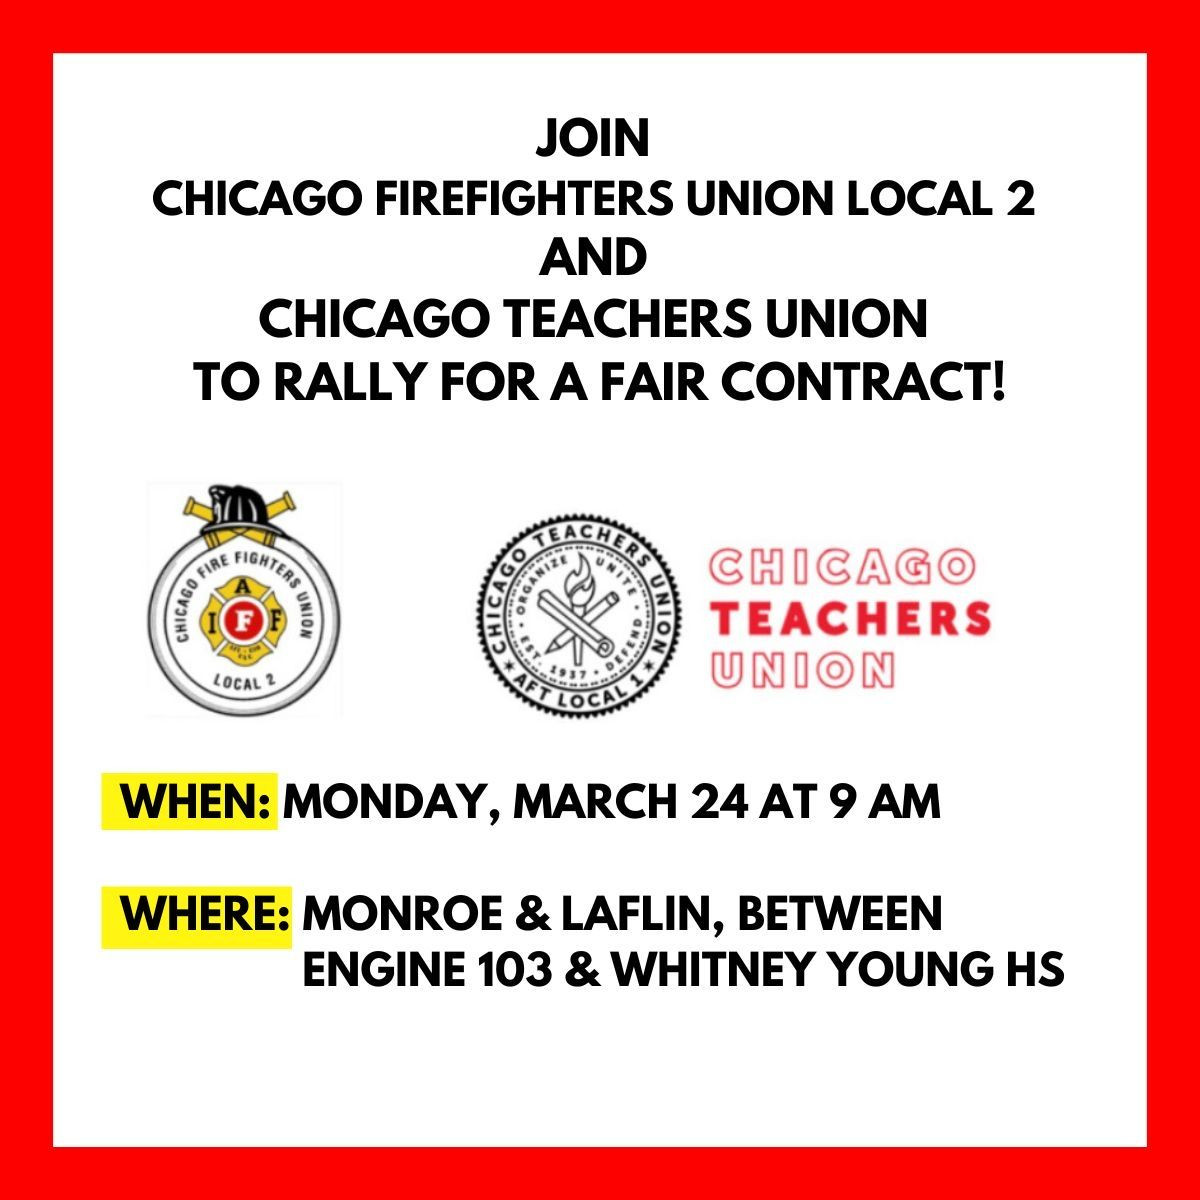 JOIN
CHICAGO FIREFIGHTERS UNION LOCAL 2
AND
CHICAGO TEACHERS UNION
TO RALLY FOR A FAIR CONTRACT!
CHICAGO FIRE FIGHTERS UNION
I A F F
LOCAL 2
CHICAGO TEACHERS UNION
ORGANIZE · UNITE · DEFEND ·
EST. 1937
AFT LOCAL 1
CHICAGO
TEACHERS
UNION
WHEN: MONDAY, MARCH 24 AT 9 AM
WHERE: MONROE & LAFLIN, BETWEEN
ENGINE 103 & WHITNEY YOUNG HS